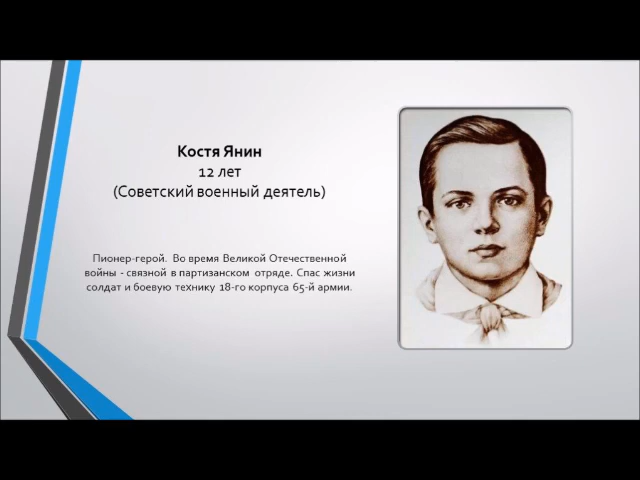 Костя Янин
12 лет
(Советский военный деятель)
Пионер-герой. Во время Великой Отечественной
войны - связной в партизанском отряде. Спас жизни
солдат и боевую технику 18-го корпуса 65-й армии.